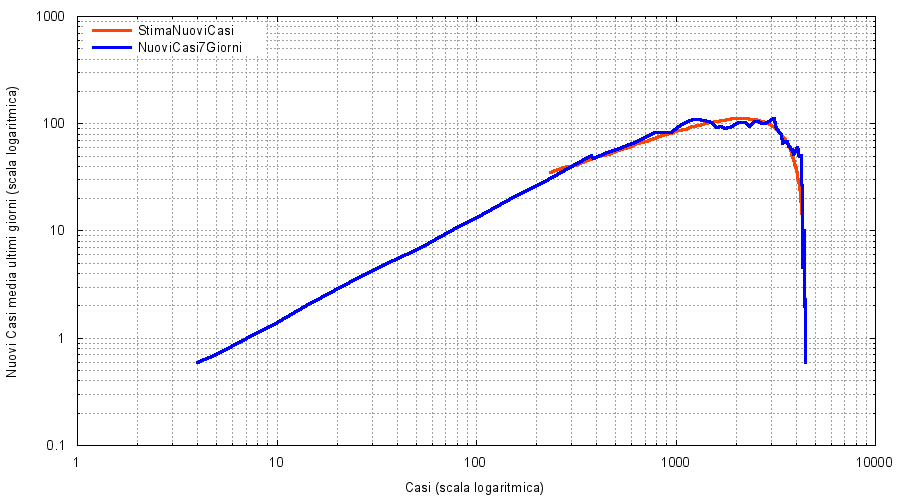 1000
100
10
1
0.1
StimaNuoviCasi
NuoviCasi7Giorni
Nuovi Casi media ultimi giorni (scala logaritmica)
1 10 100 1000 10000
Casi (scala logaritmica)